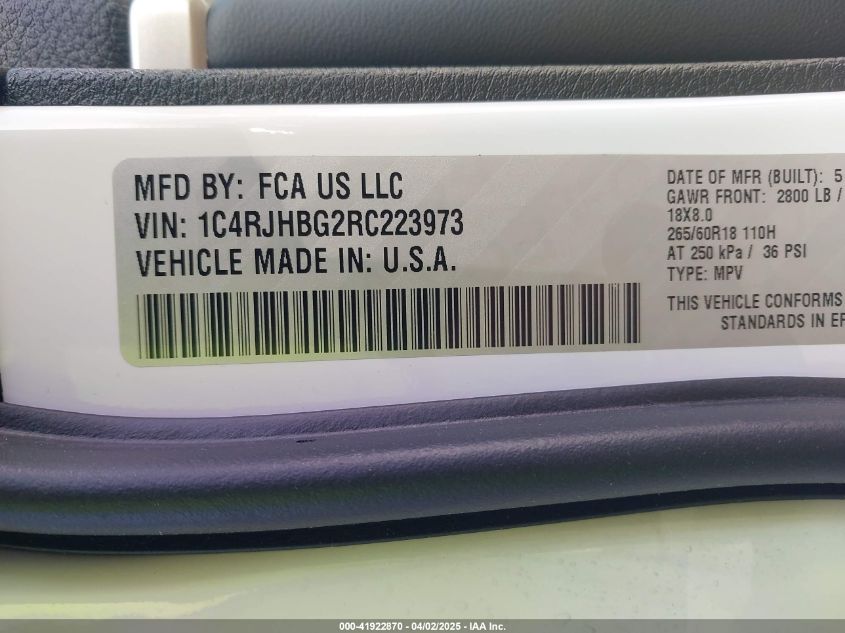 MFD BY: FCA US LLC
VIN: 1C4RJHBG2RC223973
VEHICLE MADE IN: U.S.A.
DATE OF MFR (BUILT): 5
GAWR FRONT: 2800 LB /
18X8.0
265/60R18 110H
AT 250 kPa / 36 PSI
TYPE: MPV
THIS VEHICLE CONFORMS
STANDARDS IN EF
000-41922870 | 04/02/2025 - IAA Inc.